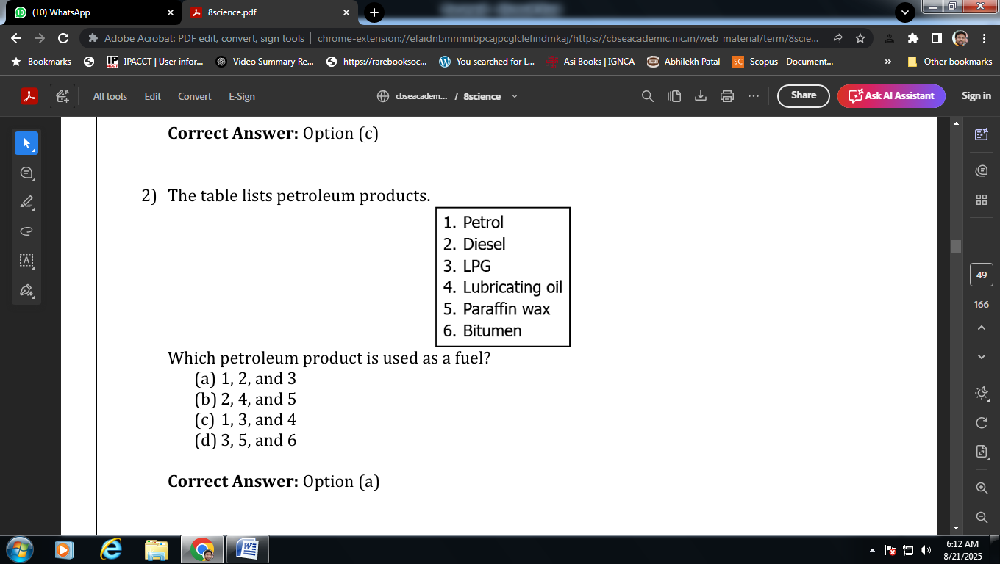 (10) WhatsApp
8science.pdf
Adobe Acrobat: PDF edit, convert, sign tools | chrome-extension://efaidnbmnnnibpcajpcglclefindmkaj/https://cbseacademic.nic.in/web_material/term/8scie...
Bookmarks IPACCT | User infor... Video Summary Re... https://rarebooksoc... You searched for L... Asi Books | IGNCA Abhilekh Patal SC Scopus - Document... » Other bookmarks
All tools Edit Convert E-Sign cbseacadem... / 8science Share Ask AI Assistant Sign in
Correct Answer: Option (c)
2) The table lists petroleum products.
1. Petrol
2. Diesel
3. LPG
4. Lubricating oil
5. Paraffin wax
6. Bitumen
Which petroleum product is used as a fuel?
(a) 1, 2, and 3
(b) 2, 4, and 5
(c) 1, 3, and 4
(d) 3, 5, and 6
Correct Answer: Option (a)
49
166
6:12 AM
8/21/2025